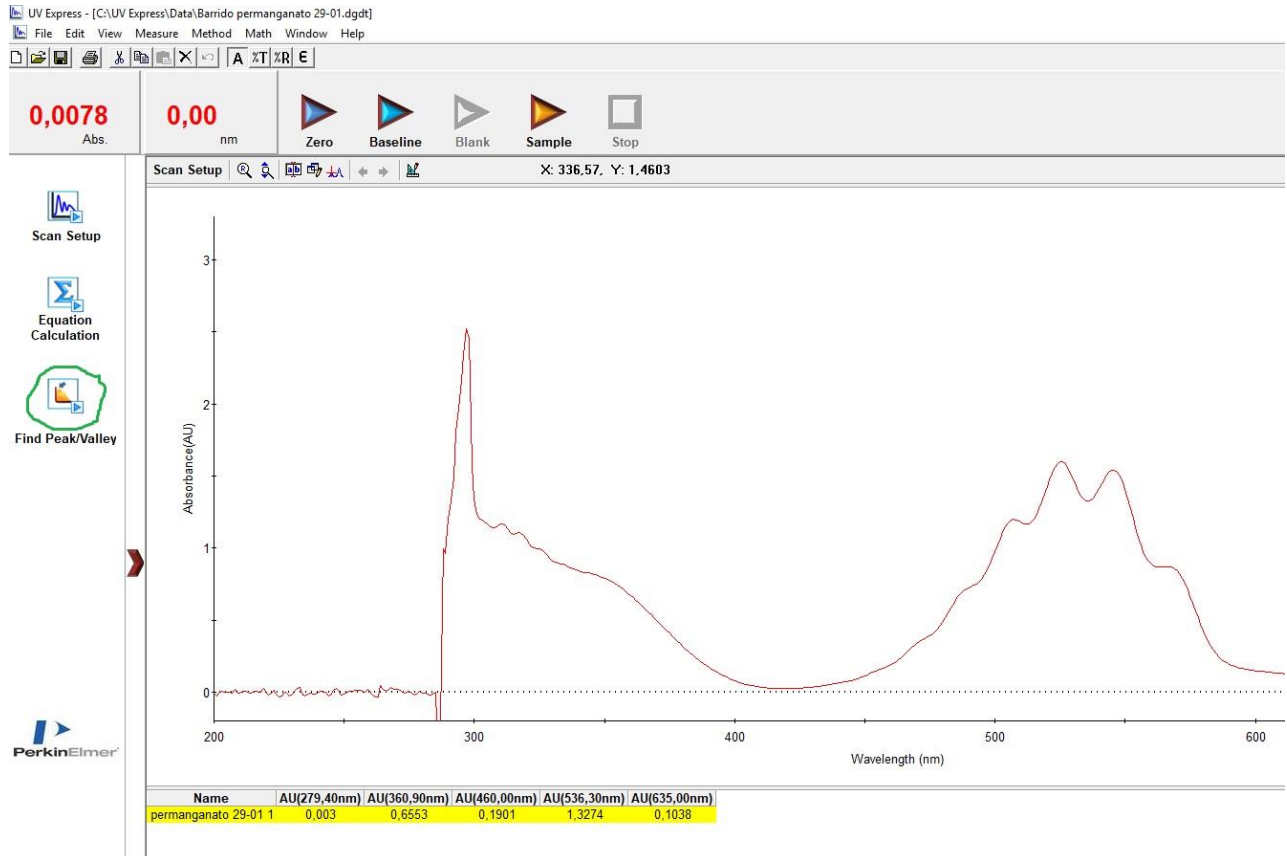 UV Express - [C:\UV Express\Data\Barrido permanganato 29-01.dgdt]
File Edit View Measure Method Math Window Help
A %T %R E
0,0078
Abs.
0,00
nm
Zero Baseline Blank Sample Stop
Scan Setup X: 336,57, Y: 1,4603
Scan Setup
Equation
Calculation
Find Peak/Valley
PerkinElmer
Absorbance(AU)
3
2
1
0
200 300 400 500 600
Wavelength (nm)
Name AU(279,40nm) AU(360,90nm) AU(460,00nm) AU(536,30nm) AU(635,00nm)
permanganato 29-01 1 0,003 0,6553 0,1901 1,3274 0,1038